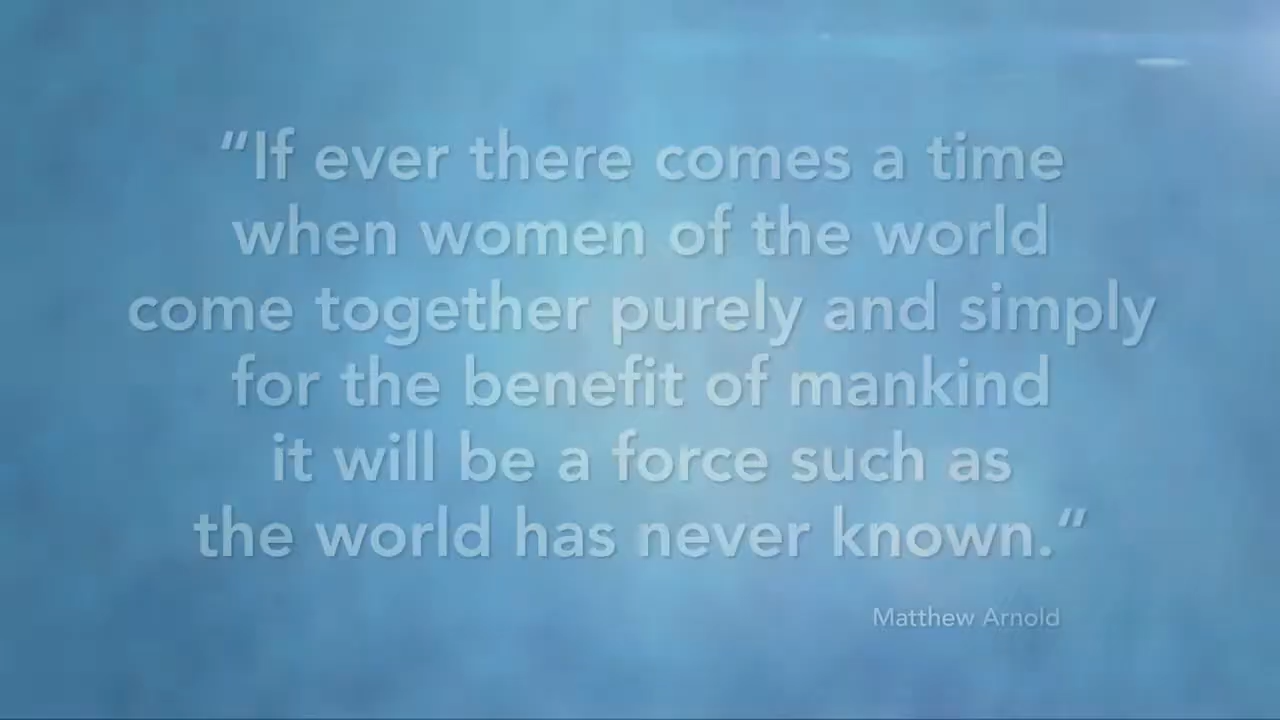 “If ever there comes a time
when women of the world
come together purely and simply
for the benefit of mankind
it will be a force such as
the world has never known.“
Matthew Arnold